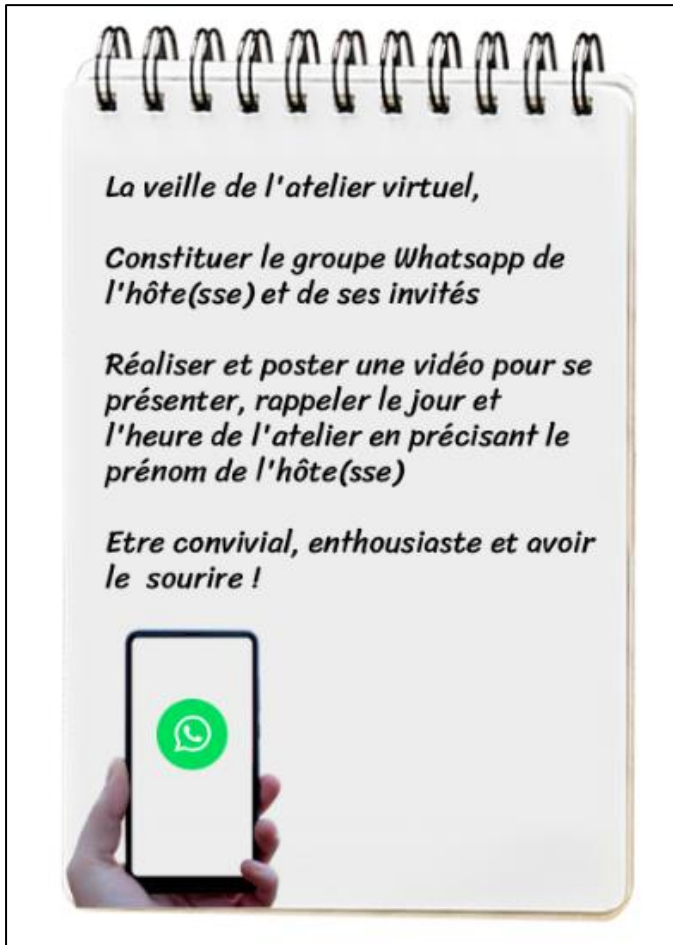 La veille de l'atelier virtuel,
Constituer le groupe Whatsapp de
l'hôte(sse) et de ses invités
Réaliser et poster une vidéo pour se
présenter, rappeler le jour et
l'heure de l'atelier en précisant le
prénom de l'hôte(sse)
Etre convivial, enthousiaste et avoir
le sourire !